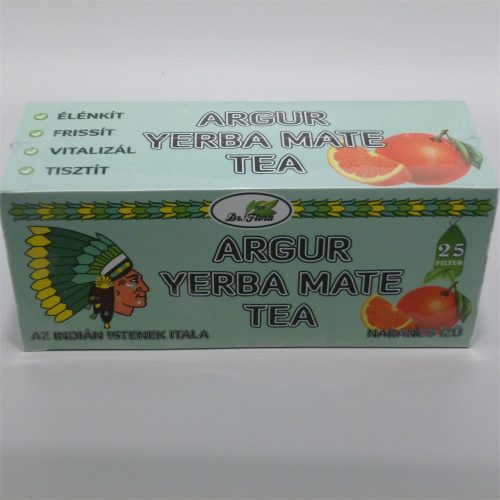 ÉLÉNKÍT
FRISSÍT
VITALIZÁL
TISZTÍT
ARGUR
YERBA MATE
TEA
Dr. Flora
ARGUR
YERBA MATE
TEA
25
FILTER
AZ INDIÁN ISTENEK ITALA
NARANCS ÍZŰ